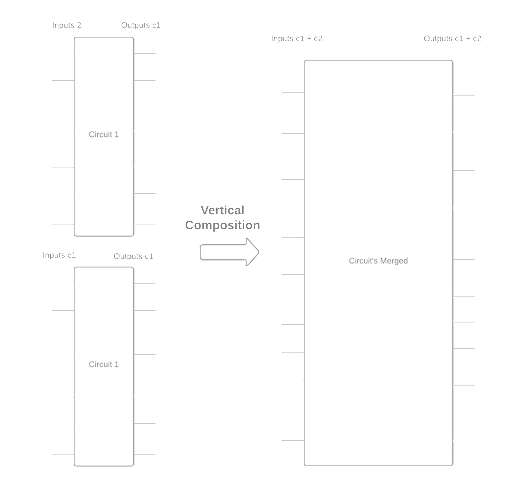 Inputs 2
Outputs c1
Circuit 1
Inputs c1
Outputs c1
Circuit 1
Vertical
Composition
Inputs c1 + c2
Outputs c1 + c2
Circuit's Merged